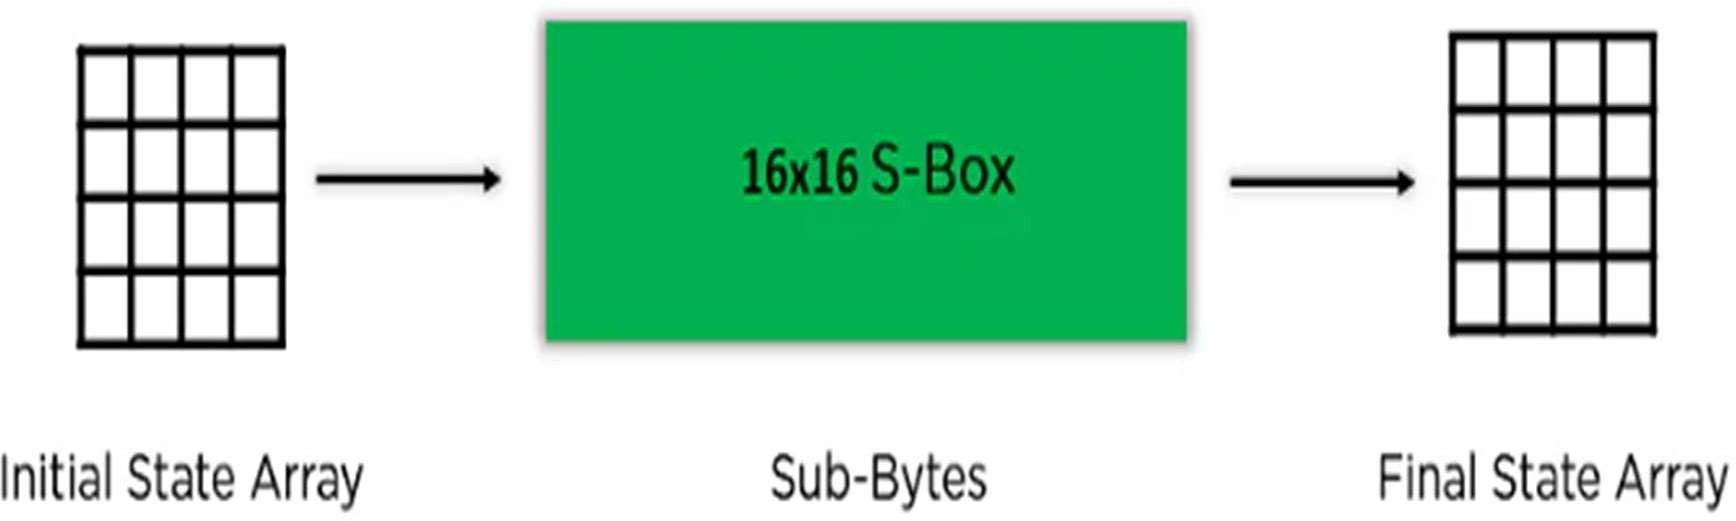 16x16 S-Box
Initial State Array
Sub-Bytes
Final State Array